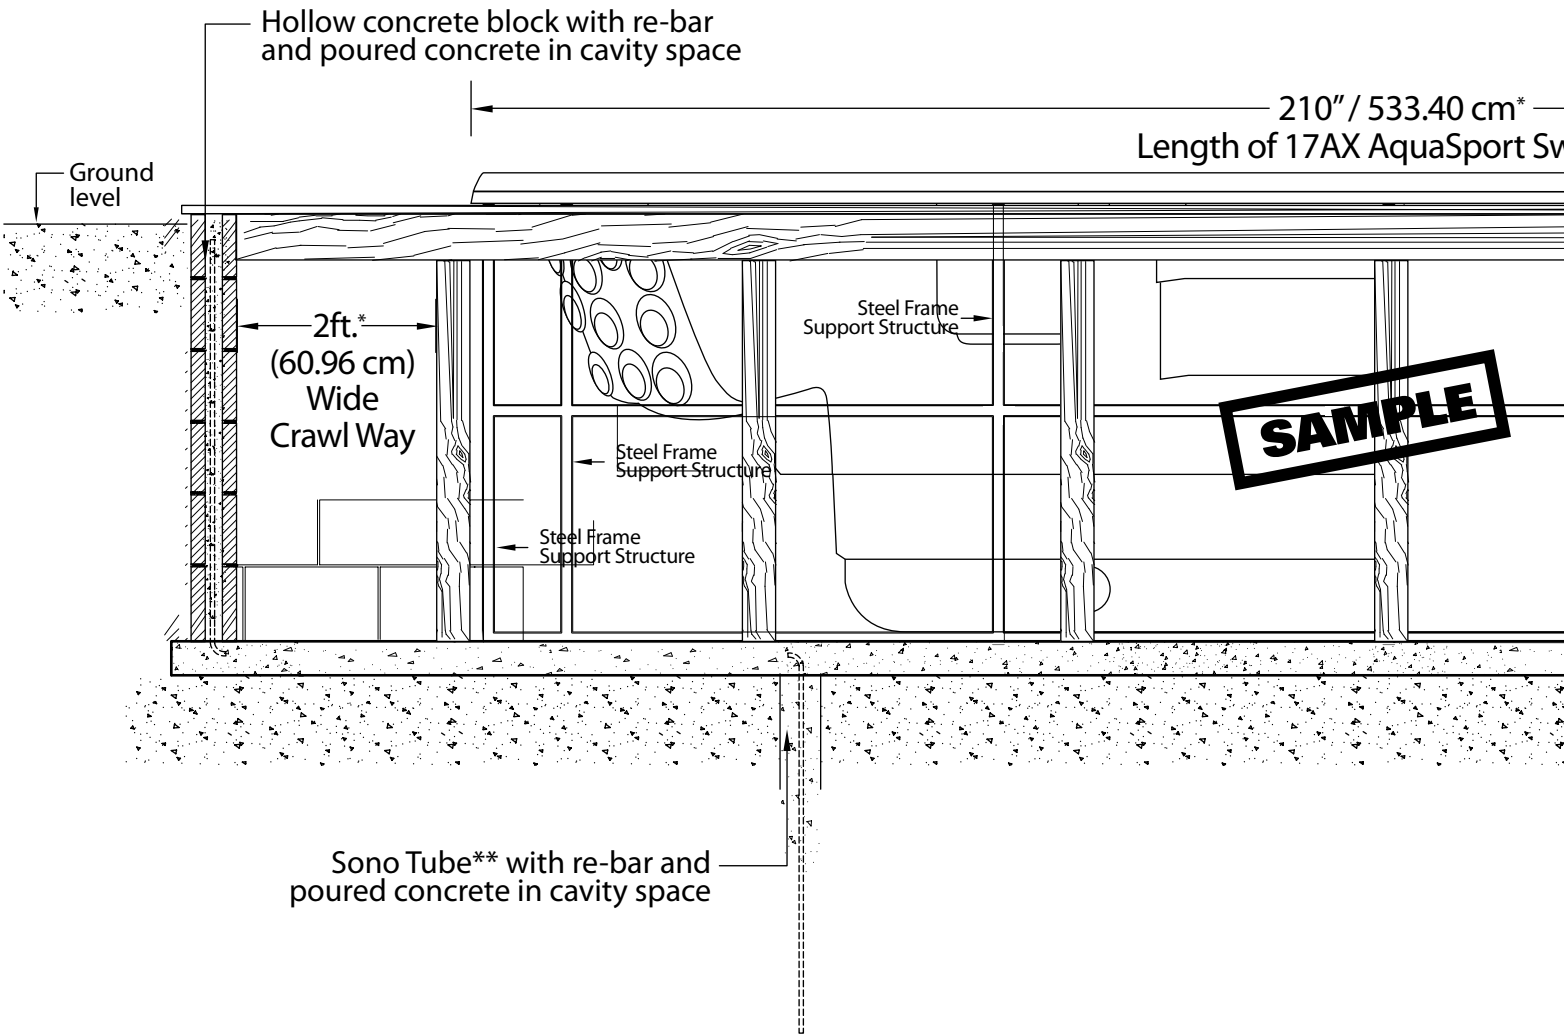 Hollow concrete block with re-bar
and poured concrete in cavity space
210" / 533.40 cm*
Length of 17AX AquaSport Sw
Ground
level
2ft.*
(60.96 cm)
Wide
Crawl Way
Steel Frame
Support Structure
SAMPLE
Steel Frame
Support Structure
Steel Frame
Support Structure
Sono Tube** with re-bar and
poured concrete in cavity space